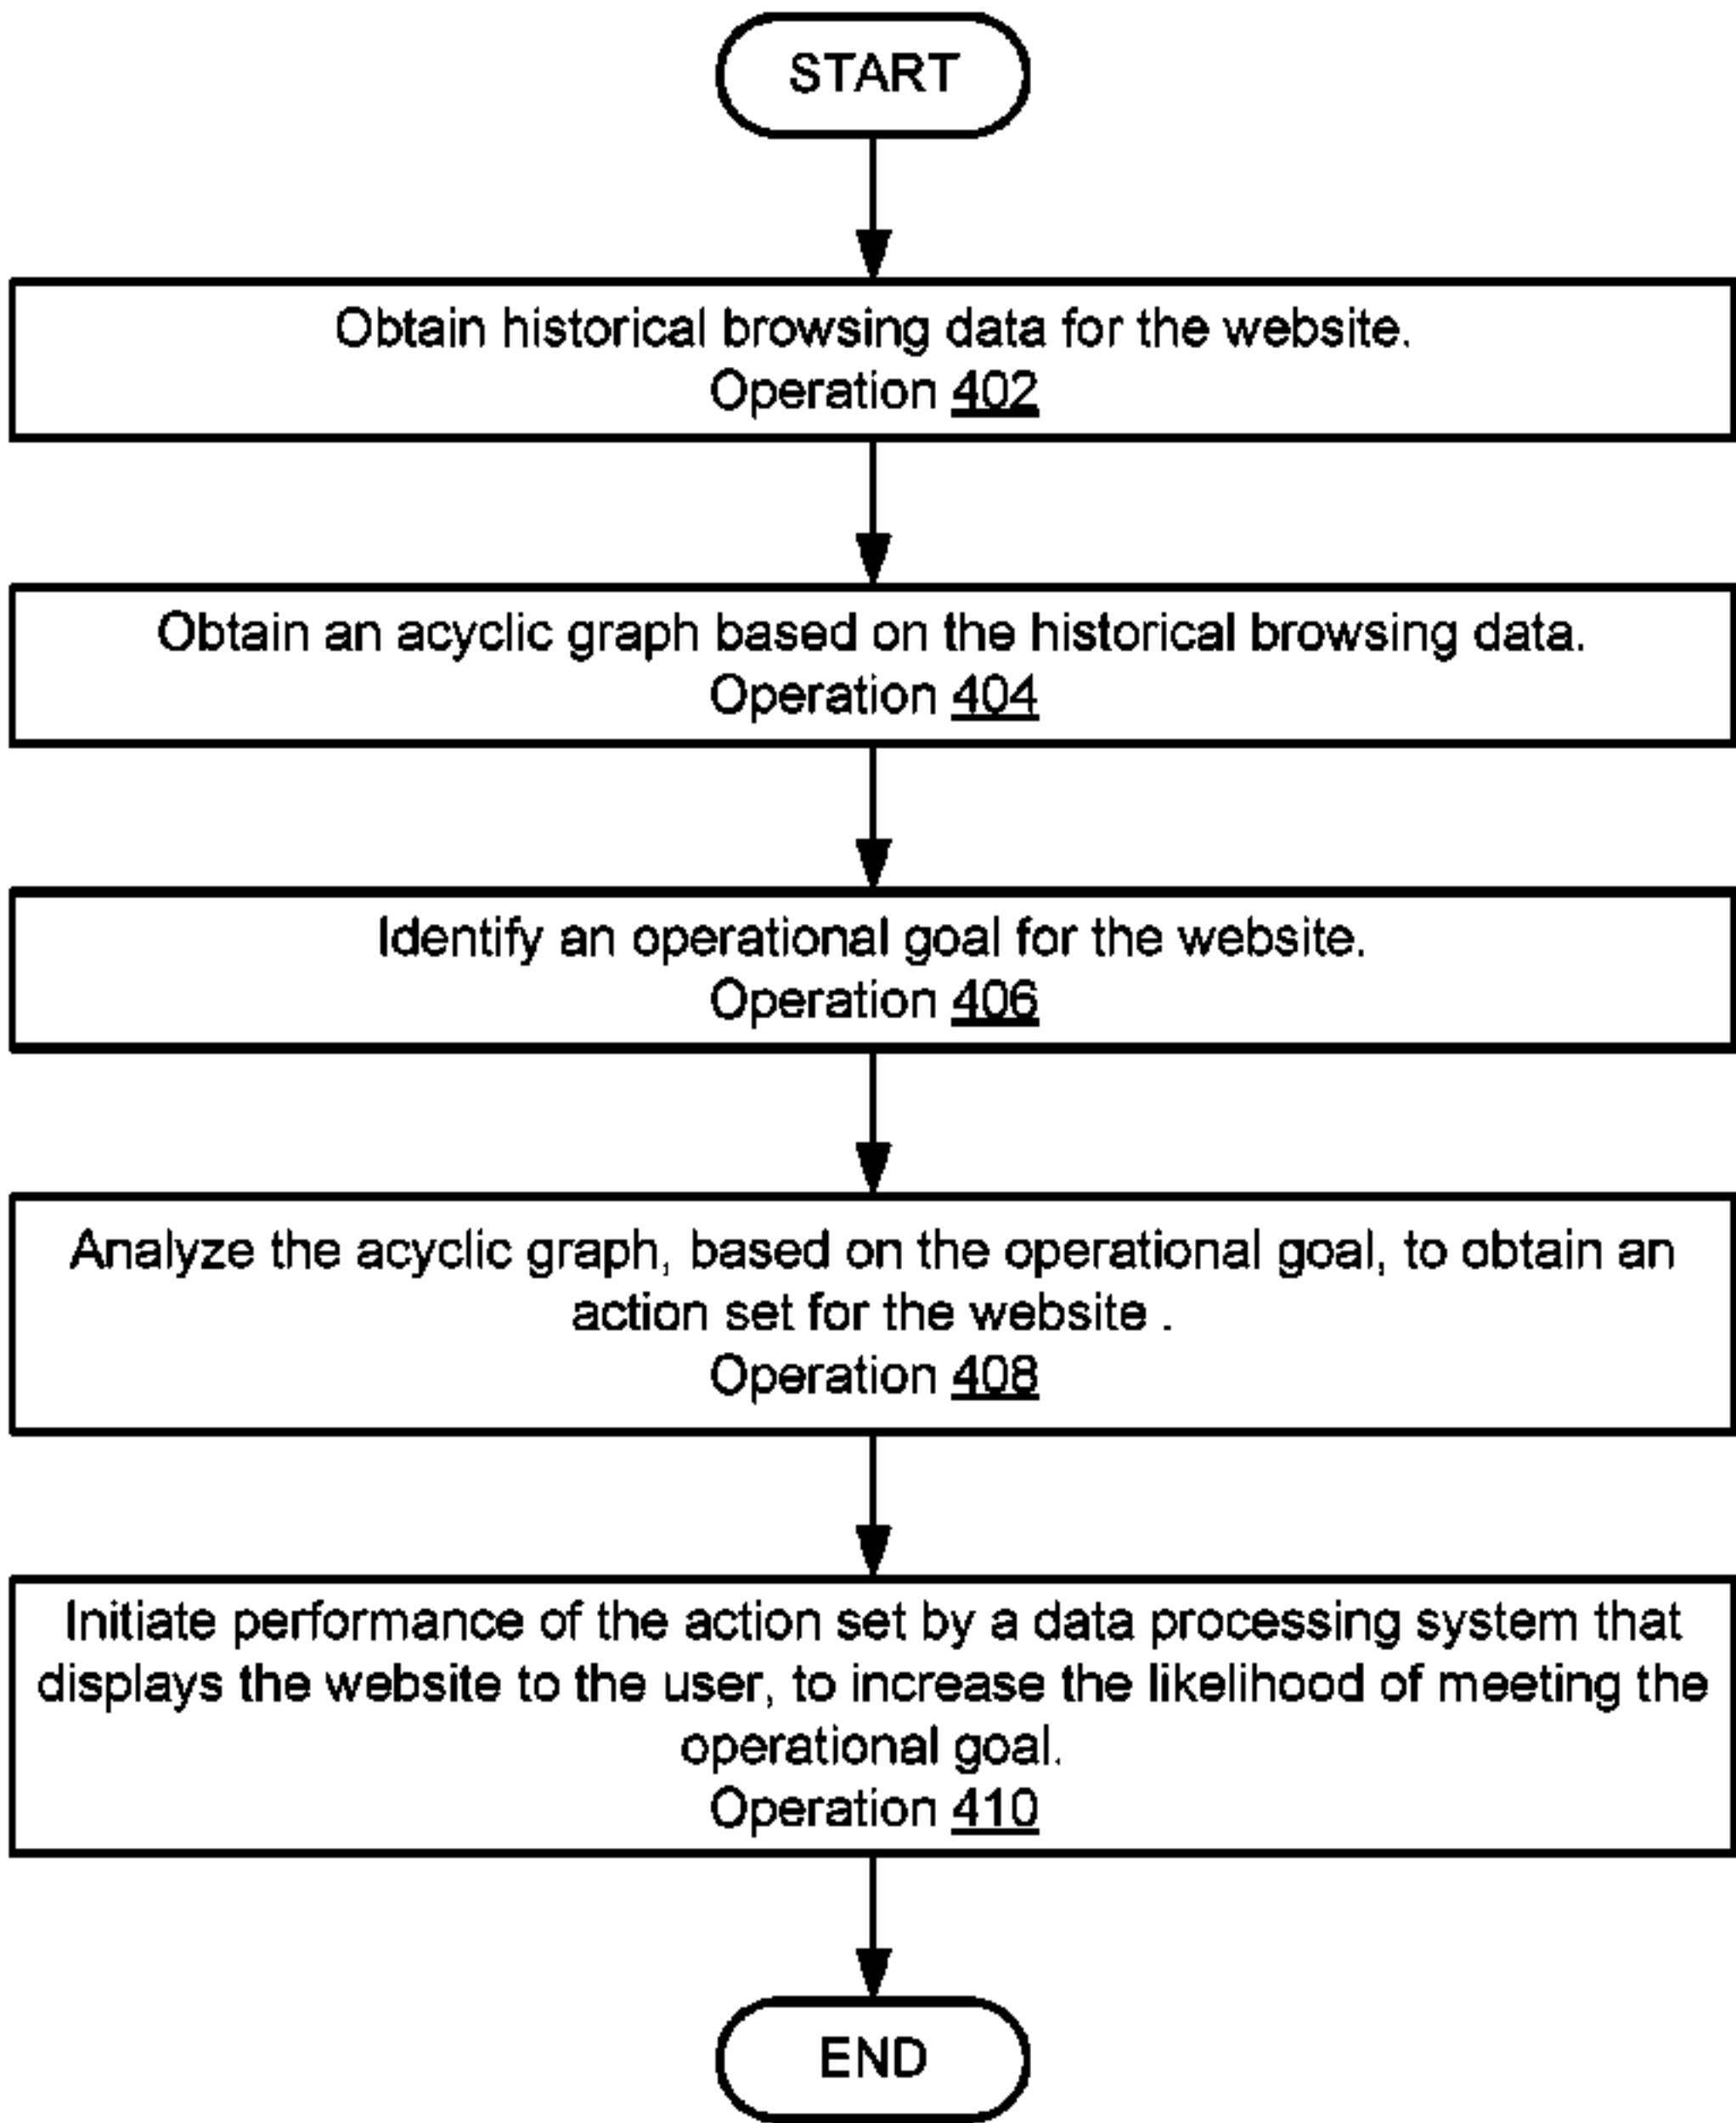 START
Obtain historical browsing data for the website.
Operation 402
Obtain an acyclic graph based on the historical browsing data.
Operation 404
Identify an operational goal for the website.
Operation 406
Analyze the acyclic graph, based on the operational goal, to obtain an
action set for the website .
Operation 408
Initiate performance of the action set by a data processing system that
displays the website to the user, to increase the likelihood of meeting the
operational goal.
Operation 410
END